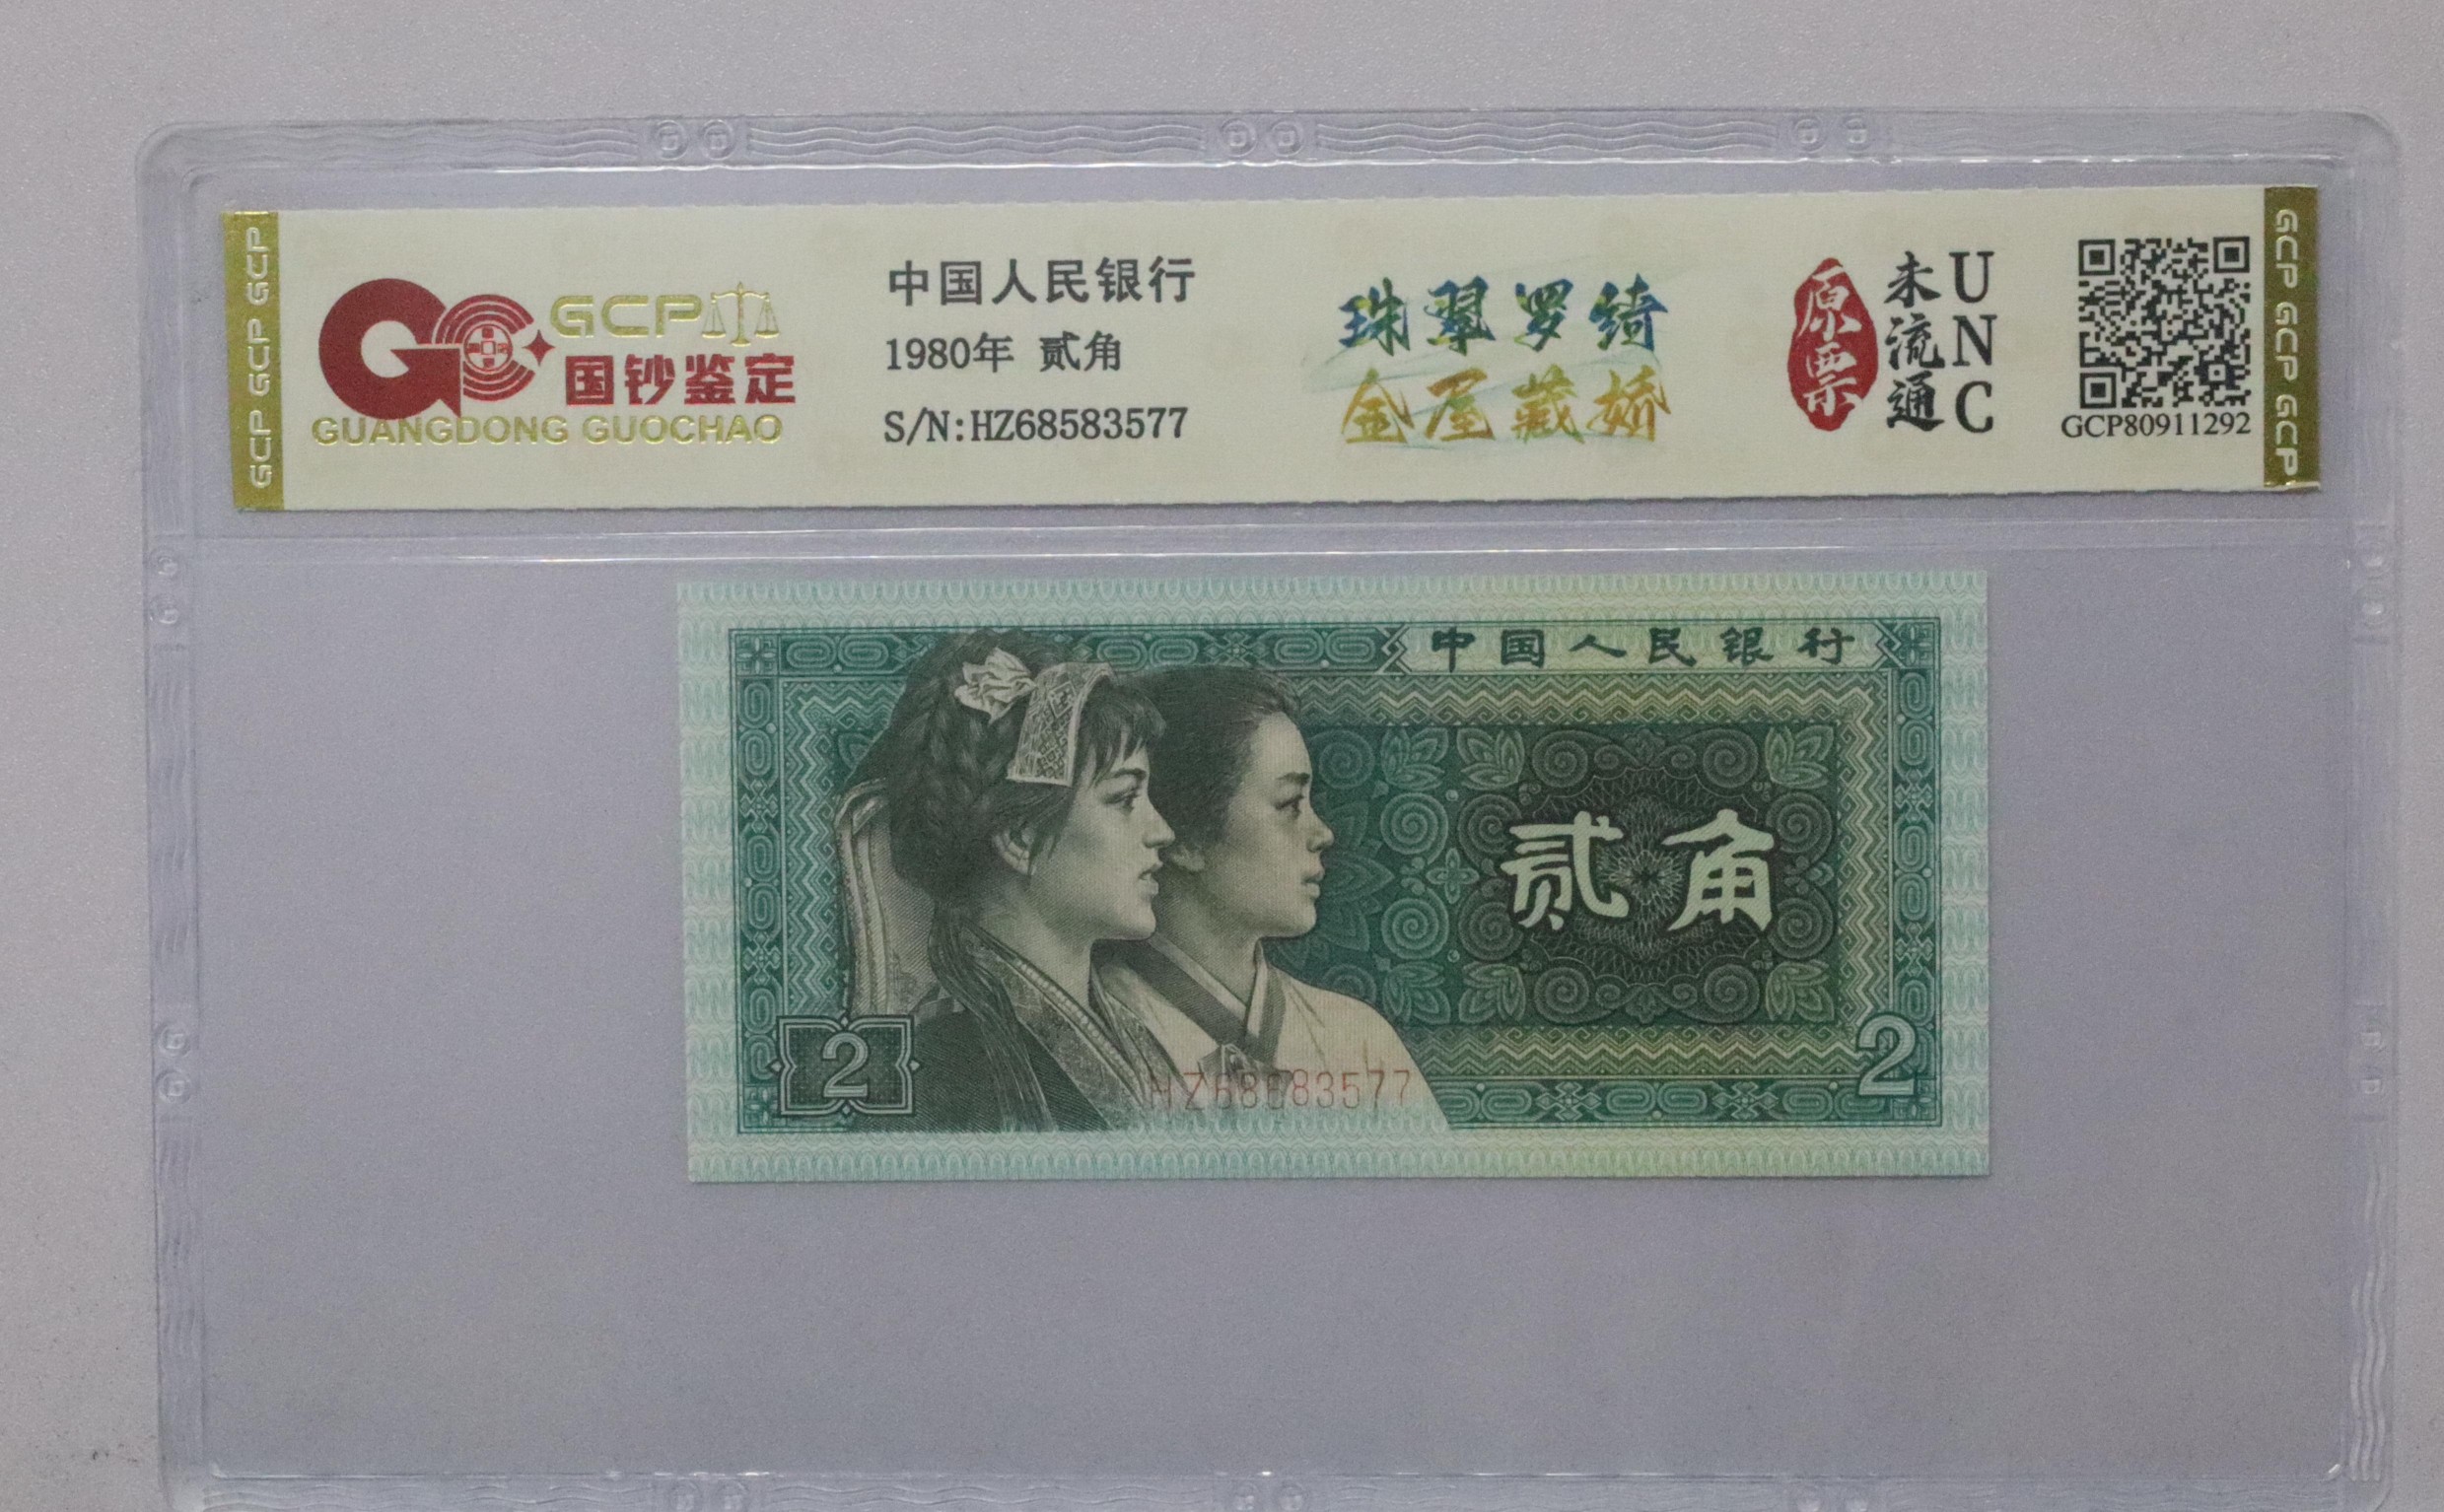 GCP GCP GCP
GCP
国钞鉴定
GUANGDONG GUOCHAO
中国人民银行
1980年 贰角
S/N:HZ68583577
珠翠罗绮
金屋藏娇
原票
未流通
UNC
GCP80911292
GCP GCP GCP
中国人民银行
贰角
2
2
HZ68583577